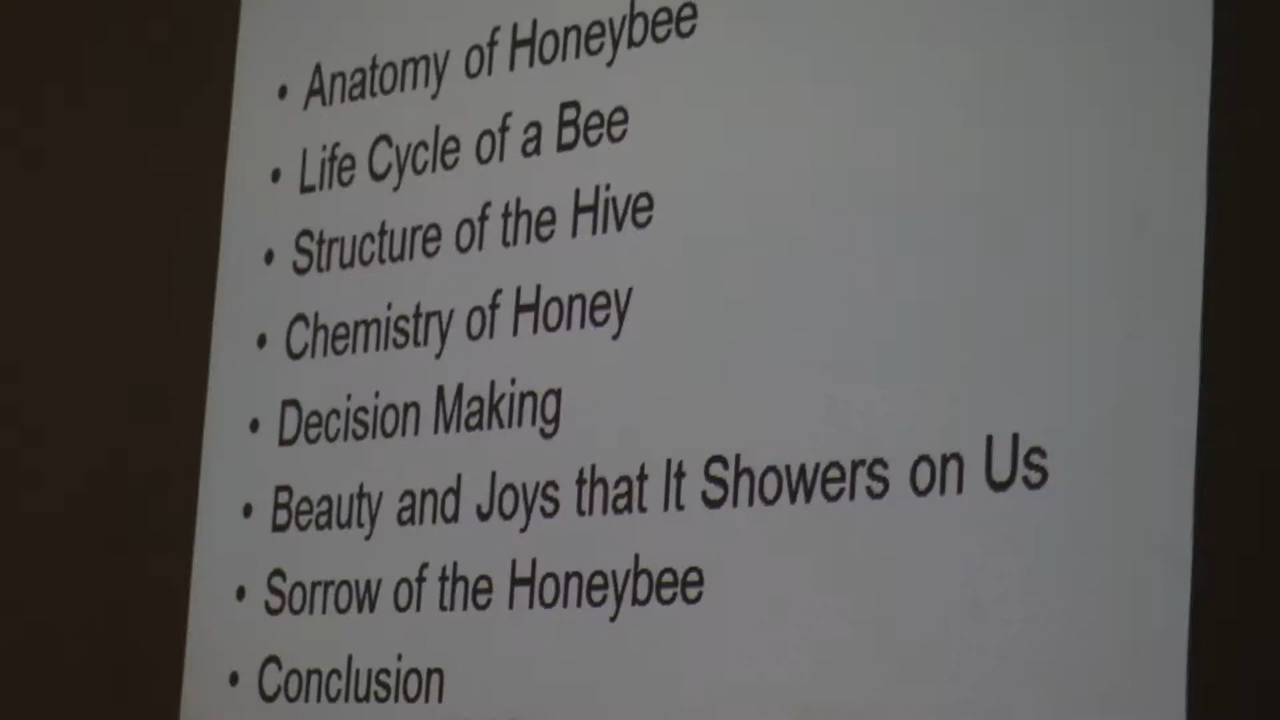 • Anatomy of Honeybee
• Life Cycle of a Bee
• Structure of the Hive
• Chemistry of Honey
• Decision Making
• Beauty and Joys that It Showers on Us
• Sorrow of the Honeybee
• Conclusion